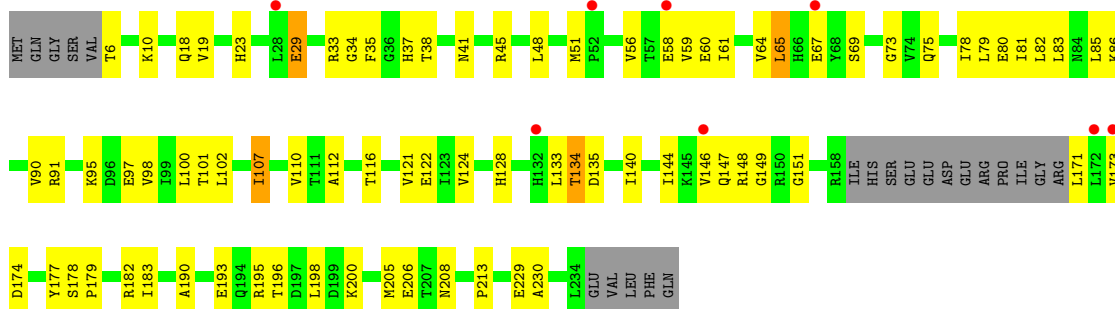 MET GLN GLY SER VAL T6 K10 Q18 V19 H23 L28 E29 R33 G34 F35 G36 H37 T38 N41 R45 L48 M51 P52 V56 T57 E58 V59 E60 I61 V64 L65 H66 E67 Y68 S69 G73 V74 Q75 I78 L79 E80 I81 L82 L83 N84 L85 K86
V90 R91 K95 D96 E97 V98 I99 L100 T101 L102 I107 V110 T111 A112 T116 V121 E122 I123 V124 H128 H132 L133 T134 D135 I140 I144 K145 V146 Q147 R148 G149 R150 G151 R158 ILE HIS SER GLU GLU ASP GLU ARG PRO ILE GLY ARG L171 L172 V173
D174 Y177 S178 P179 R182 I183 A190 E193 Q194 R195 T196 D197 L198 D199 K200 M205 E206 T207 N208 P213 E229 A230 L234 GLU VAL LEU PHE GLN